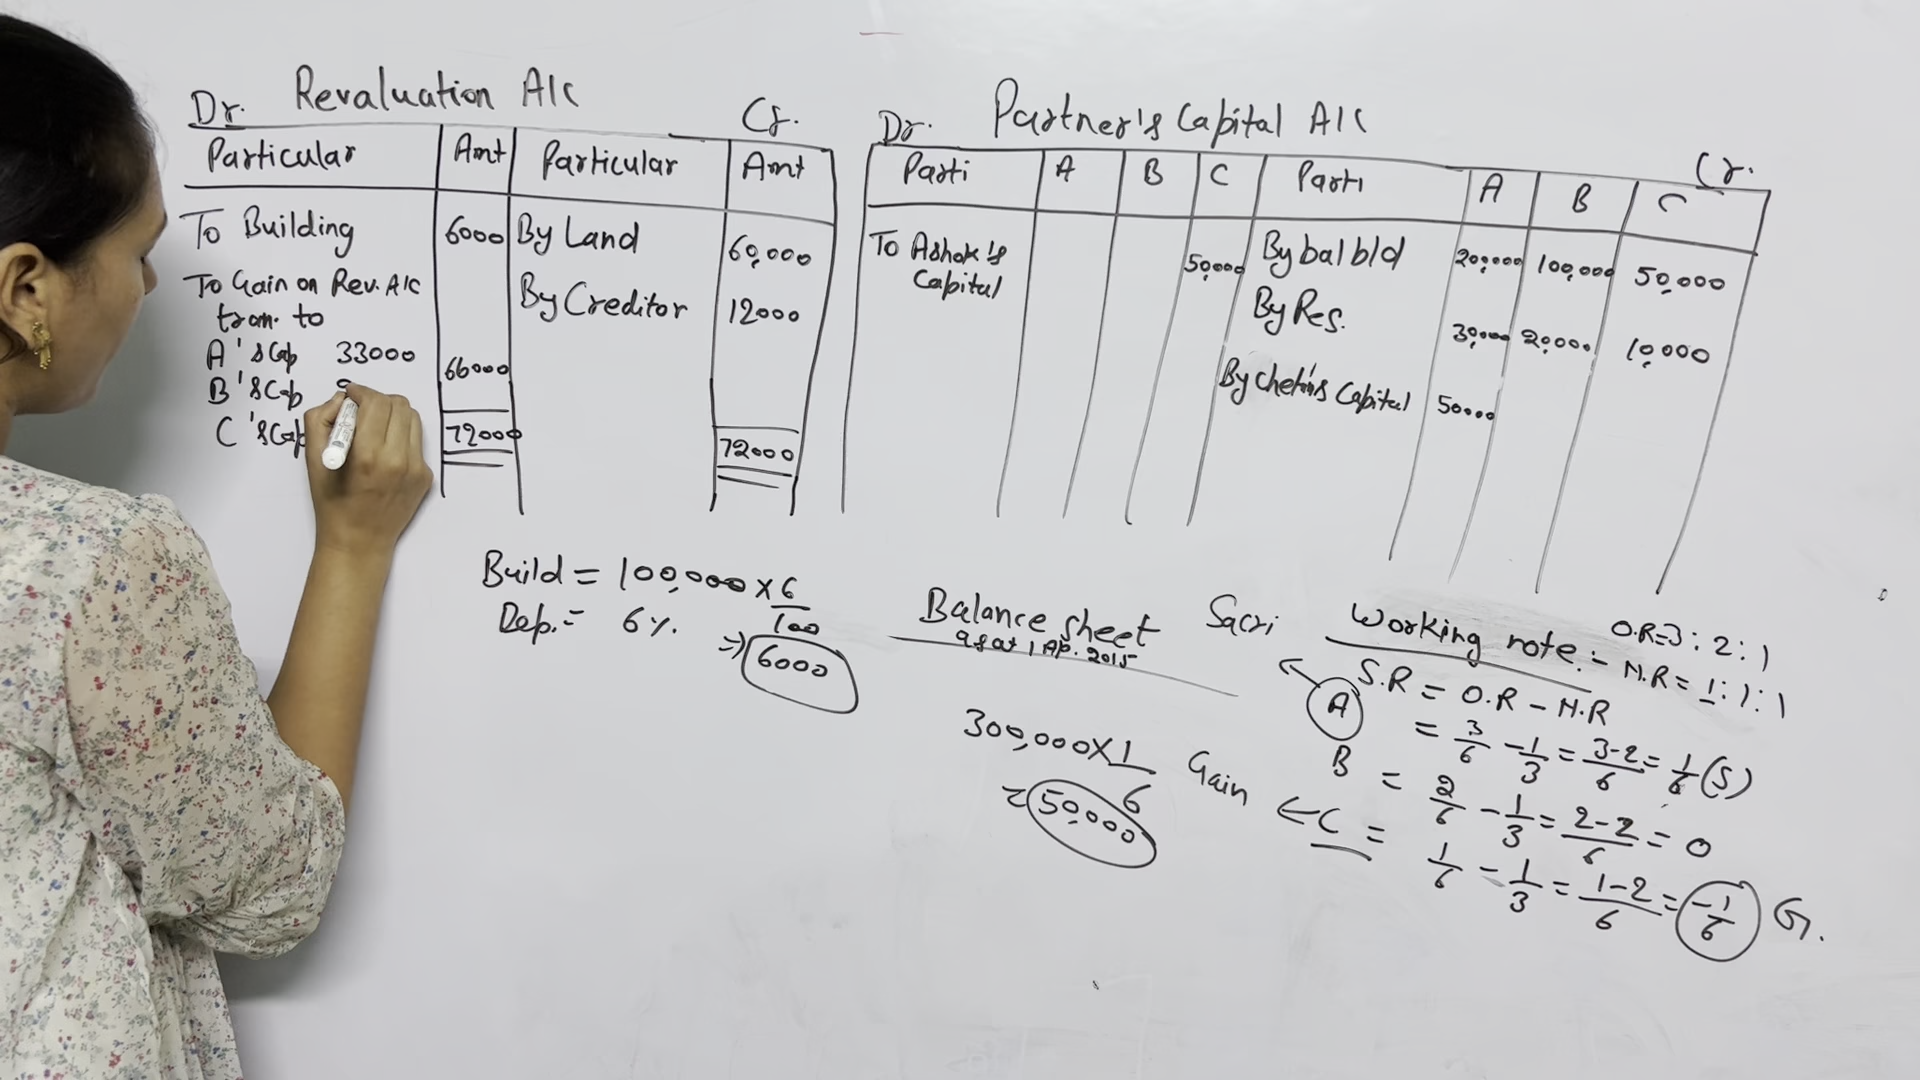 Dr. Revaluation A/c Cr.
Particular Amt Particular Amt
To Building 6000 By Land 60,000
To Gain on Rev. A/c By Creditor 12000
tran. to
A's Cap 33000 66000
B's Cap
C's Cap 72000 72000
Dr. Partner's Capital A/c Cr.
Parti A B C Parti A B C
To Ashok's 50,000 By bal b/d 200,000 100,000 50,000
Capital
By Res. 30,000 20,000 10,000
By Chetan's Capital 50000
Build = 100,000 × 6/100
Dep. = 6%.
=) 6000
Balance sheet
as at 1 Ap. 2015
300,000 × 1/6
= 50,000
Working note:- O.R = 3 : 2 : 1
N.R = 1 : 1 : 1
Sacri ← A S.R = O.R - N.R
= 3/6 - 1/3 = 3-2/6 = 1/6 (S)
B = 2/6 - 1/3 = 2-2/6 = 0
Gain ← C = 1/6 - 1/3 = 1-2/6 = -1/6 G.